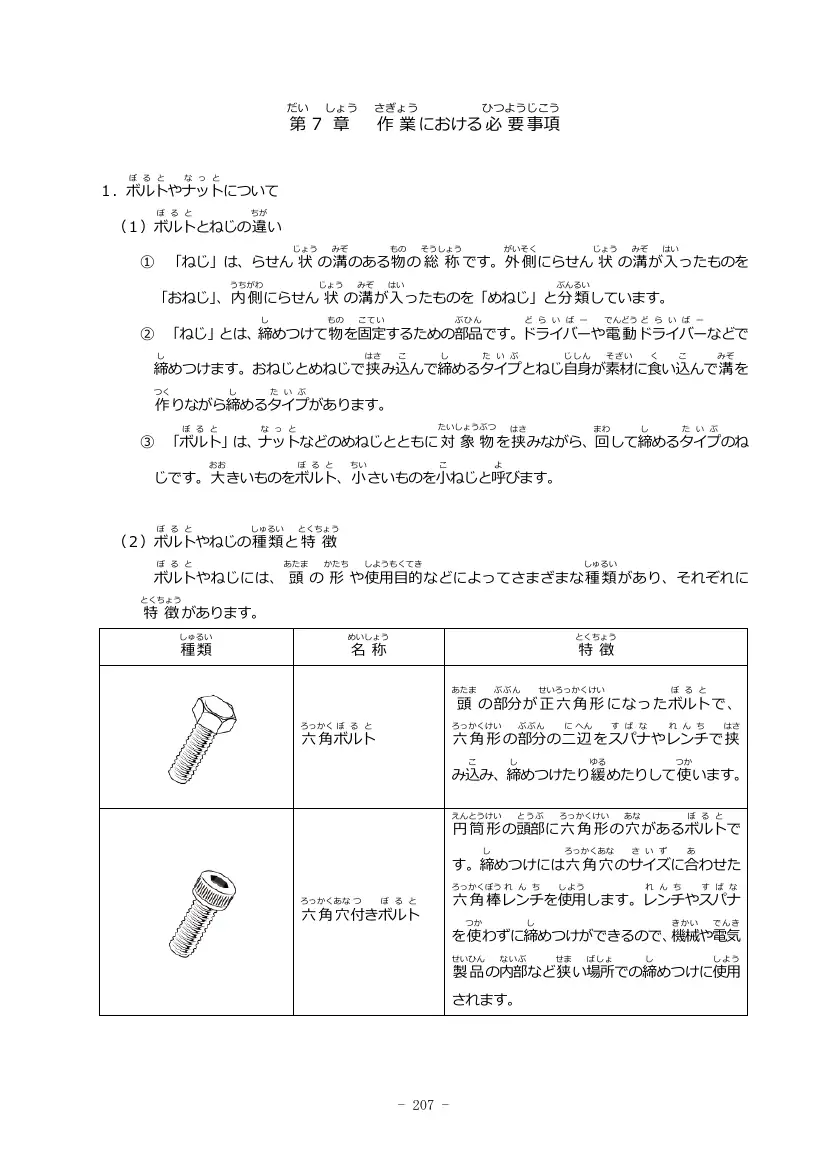 第7章　作業における必要事項
1．ボルトやナットについて
（1）ボルトとねじの違い
①　「ねじ」は、らせん状の溝のある物の総称です。外側にらせん状の溝が入ったものを
「おねじ」、内側にらせん状の溝が入ったものを「めねじ」と分類しています。
②　「ねじ」とは、締めつけて物を固定するための部品です。ドライバーや電動ドライバーなどで
締めつけます。おねじとめねじで挟み込んで締めるタイプとねじ自身が素材に食い込んで溝を
作りながら締めるタイプがあります。
③　「ボルト」は、ナットなどのめねじとともに対象物を挟みながら、回して締めるタイプのね
じです。大きいものをボルト、小さいものを小ねじと呼びます。
（2）ボルトやねじの種類と特徴
ボルトやねじには、頭の形や使用目的などによってさまざまな種類があり、それぞれに
特徴があります。
種類　名称　特徴
六角ボルト
頭の部分が正六角形になったボルトで、
六角形の部分の二辺をスパナやレンチで挟
み込み、締めつけたり緩めたりして使います。
六角穴付きボルト
円筒形の頭部に六角形の穴があるボルトで
す。締めつけには六角穴のサイズに合わせた
六角棒レンチを使用します。レンチやスパナ
を使わずに締めつけができるので、機械や電気
製品の内部など狭い場所での締めつけに使用
されます。
- 207 -